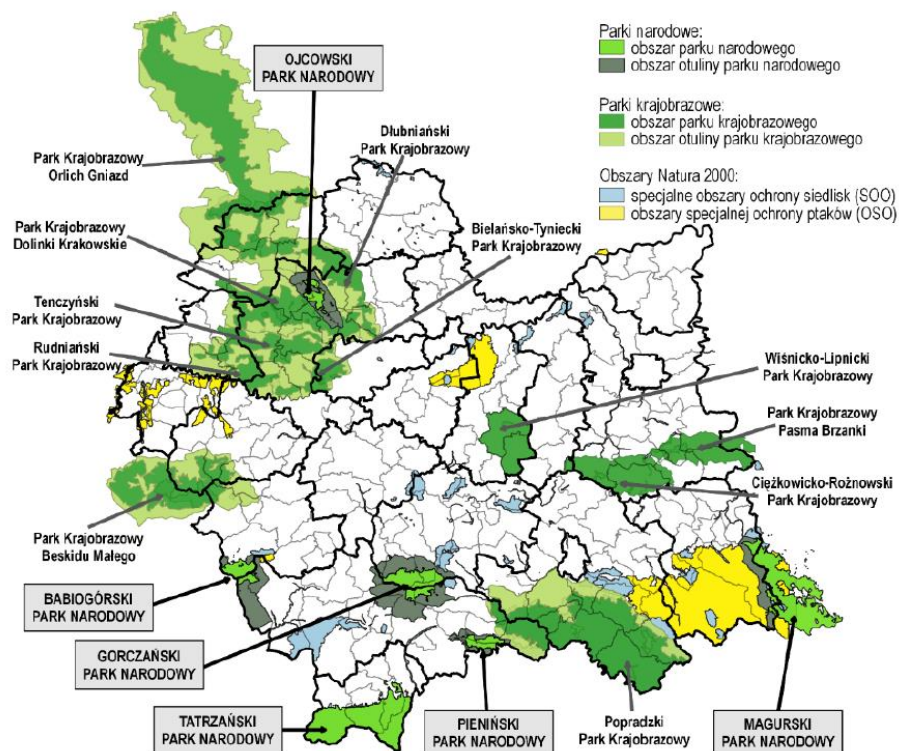 Parki narodowe:
obszar parku narodowego
obszar otuliny parku narodowego
Parki krajobrazowe:
obszar parku krajobrazowego
obszar otuliny parku krajobrazowego
Obszary Natura 2000:
specjalne obszary ochrony siedlisk (SOO)
obszary specjalnej ochrony ptaków (OSO)
OJCOWSKI
PARK NARODOWY
Dłubniański
Park Krajobrazowy
Park Krajobrazowy
Orlich Gniazd
Park Krajobrazowy
Dolinki Krakowskie
Bielańsko-Tyniecki
Park Krajobrazowy
Tenczyński
Park Krajobrazowy
Rudniański
Park Krajobrazowy
Wiśnicko-Lipnicki
Park Krajobrazowy
Park Krajobrazowy
Pasma Brzanki
Ciężkowicko-Rożnowski
Park Krajobrazowy
Park Krajobrazowy
Beskidu Małego
BABIOGÓRSKI
PARK NARODOWY
GORCZAŃSKI
PARK NARODOWY
TATRZAŃSKI
PARK NARODOWY
PIENIŃSKI
PARK NARODOWY
Popradzki
Park Krajobrazowy
MAGURSKI
PARK NARODOWY